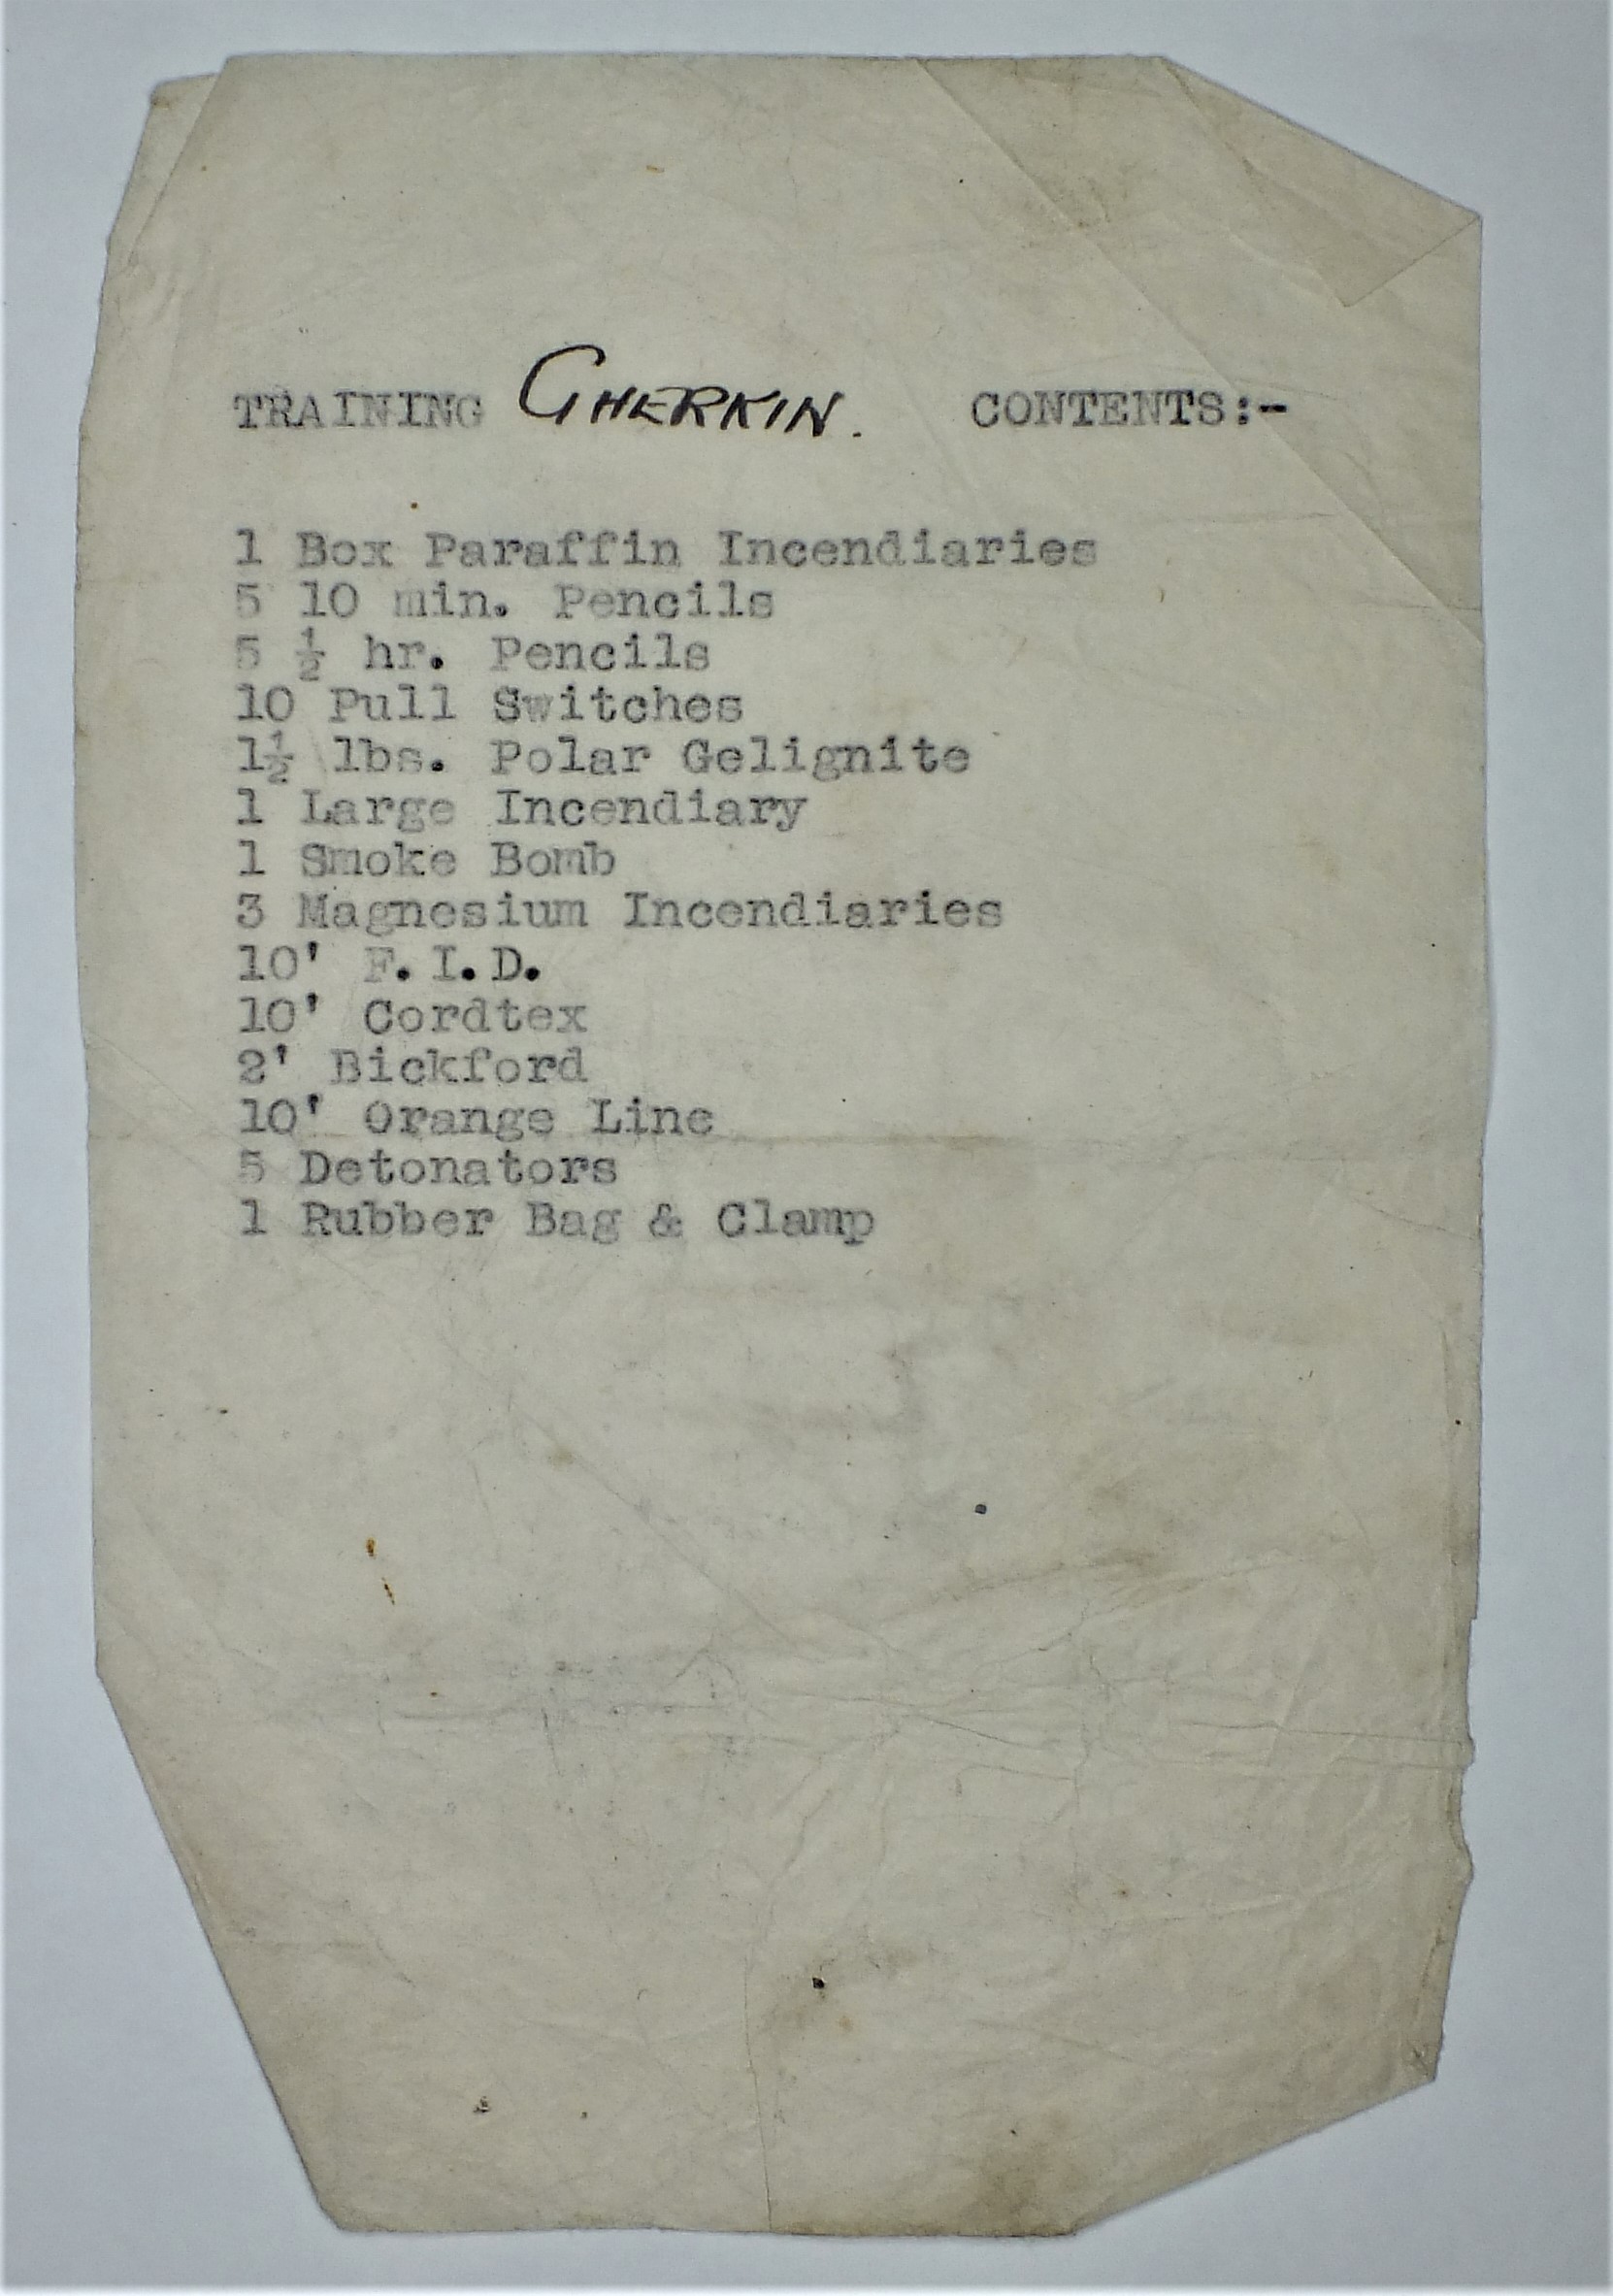 TRAINING GHERKIN. CONTENTS:-
1 Box Paraffin Incendiaries
5 10 min. Pencils
5 ½ hr. Pencils
10 Pull Switches
1½ lbs. Polar Gelignite
1 Large Incendiary
1 Smoke Bomb
3 Magnesium Incendiaries
10' F.I.D.
10' Cordtex
2' Bickford
10' Orange Line
5 Detonators
1 Rubber Bag & Clamp